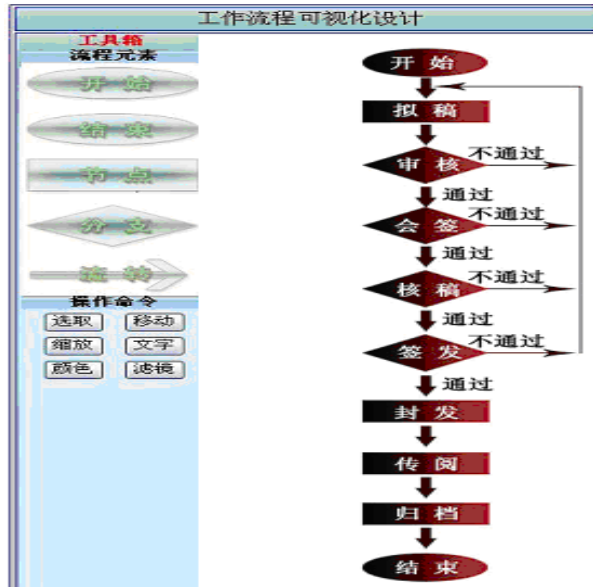 工作流程可视化设计
工具箱
流程元素
开始
结束
节点
分支
流转
操作命令
选取 移动
缩放 文字
颜色 滤镜
开始
拟稿
审核 不通过
通过
会签 不通过
通过
核稿 不通过
通过
签发 不通过
通过
封发
传阅
归档
结束